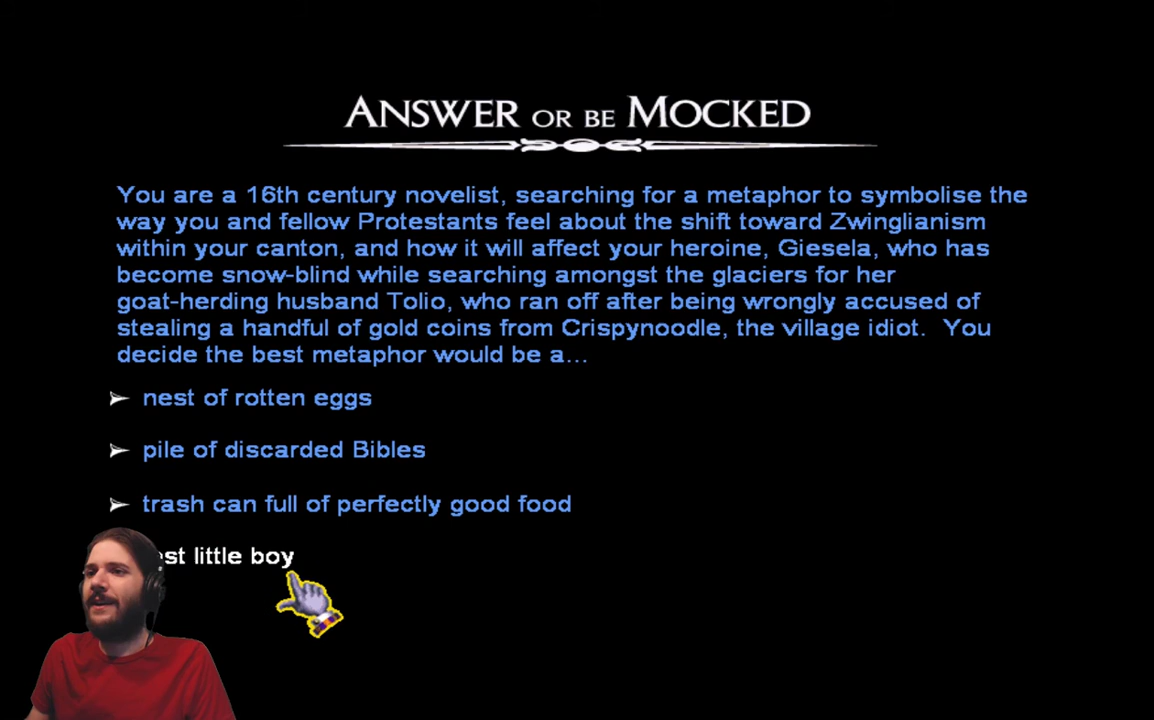 ANSWER OR BE MOCKED
You are a 16th century novelist, searching for a metaphor to symbolise the
way you and fellow Protestants feel about the shift toward Zwinglianism
within your canton, and how it will affect your heroine, Giesela, who has
become snow-blind while searching amongst the glaciers for her
goat-herding husband Tolio, who ran off after being wrongly accused of
stealing a handful of gold coins from Crispynoodle, the village idiot. You
decide the best metaphor would be a...
nest of rotten eggs
pile of discarded Bibles
trash can full of perfectly good food
little boy